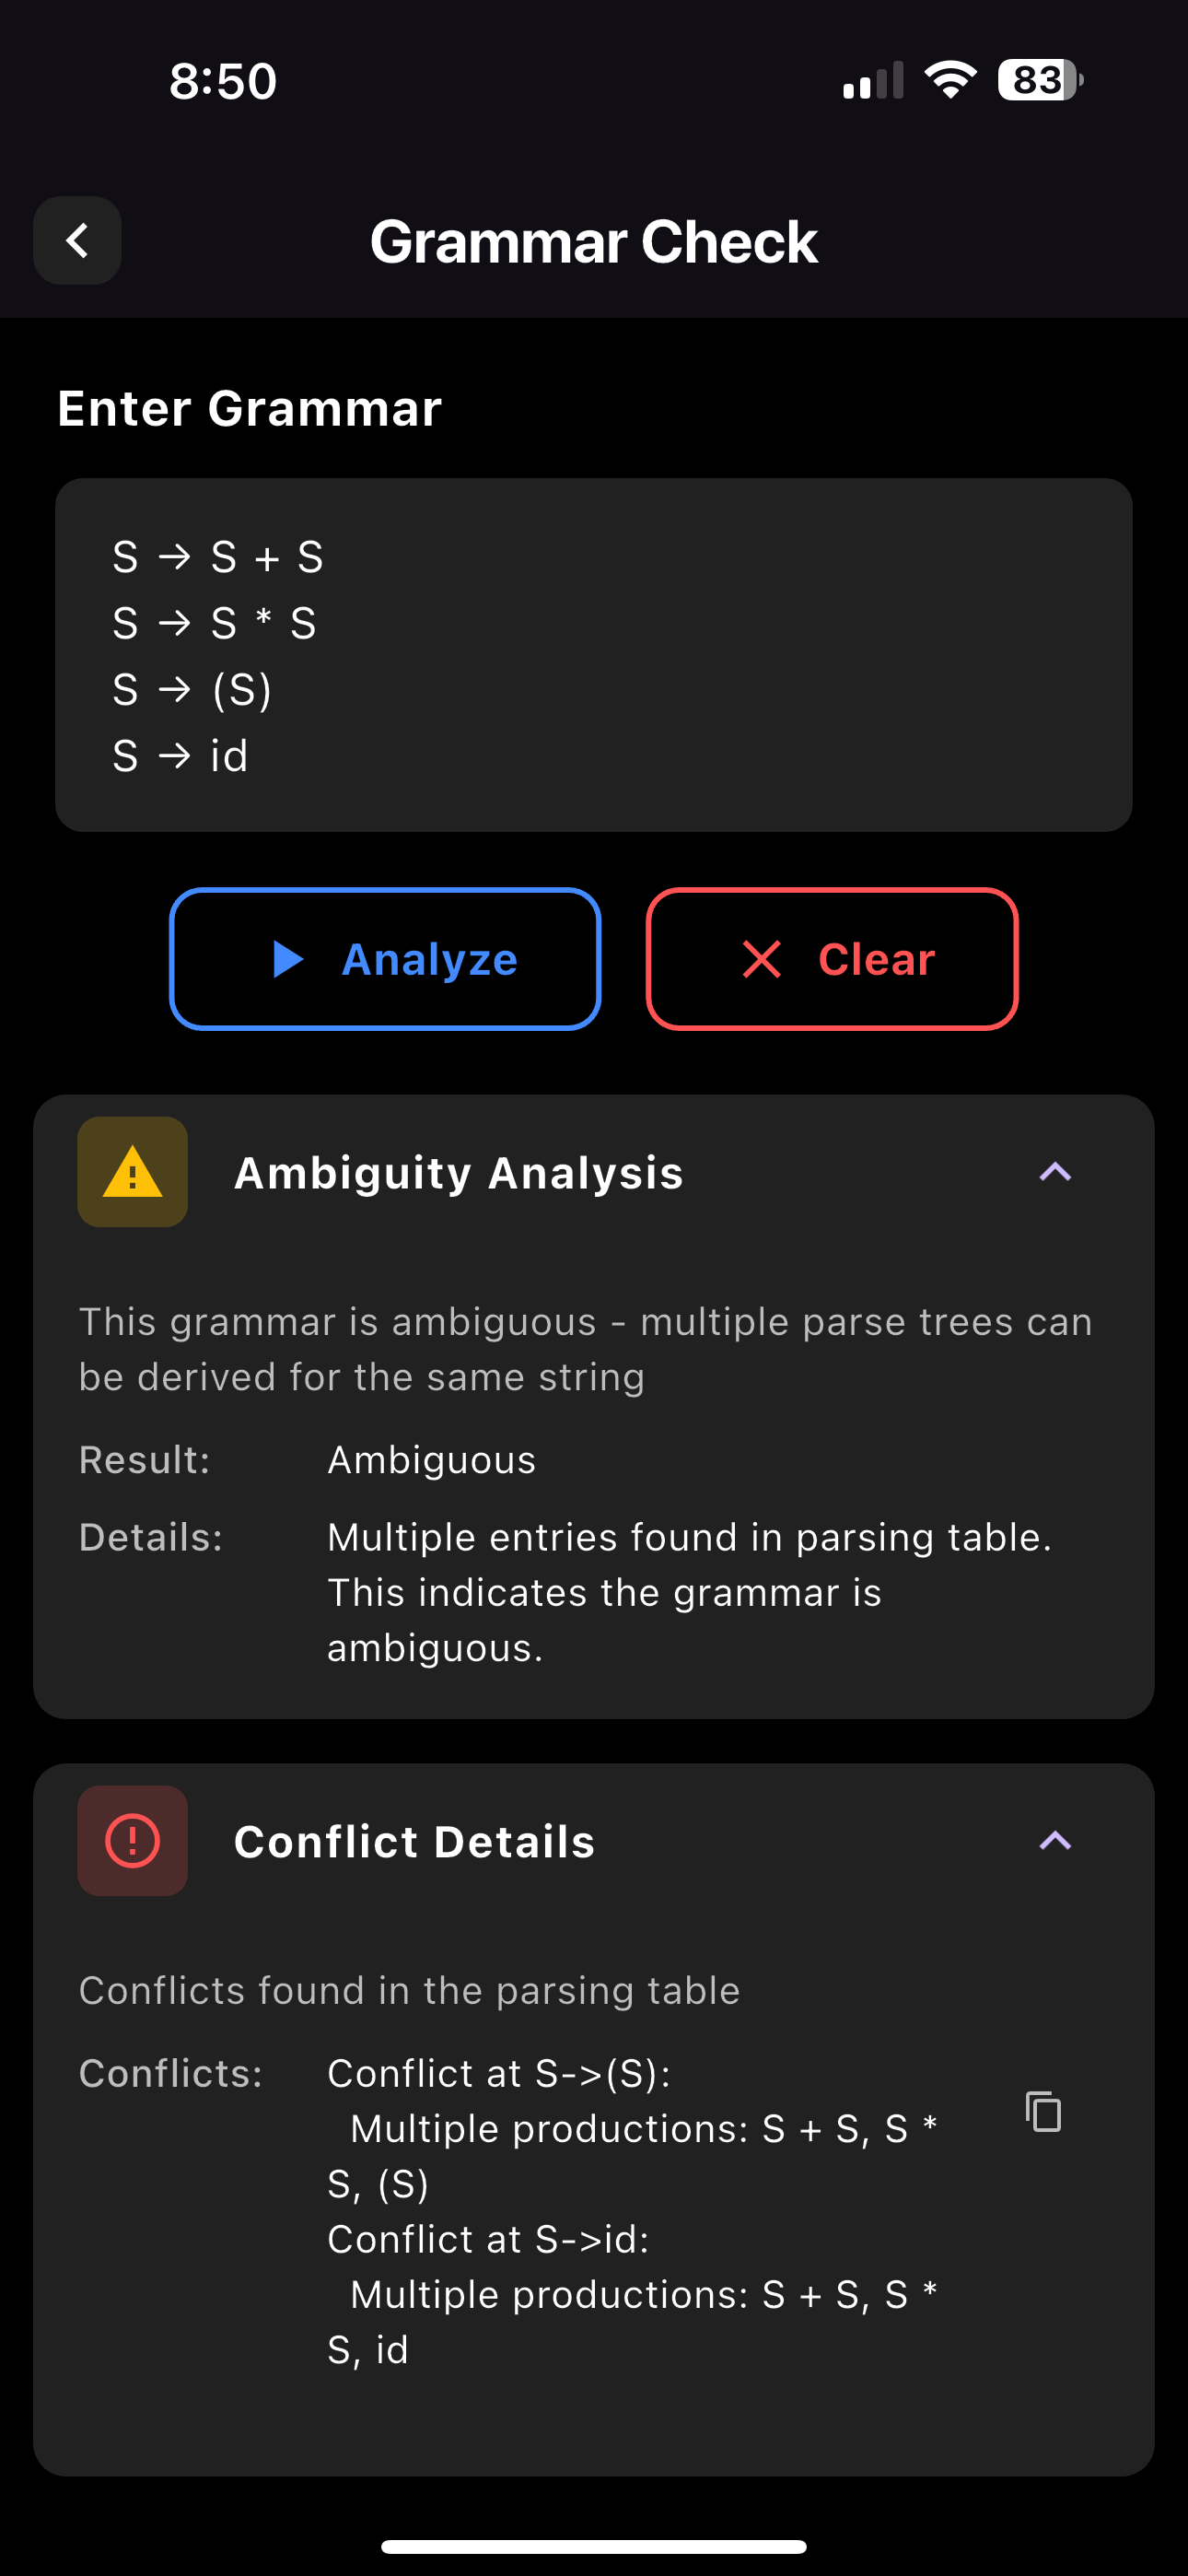 8:50
83
Grammar Check
Enter Grammar
S → S + S
S → S * S
S → (S)
S → id
Analyze
Clear
Ambiguity Analysis
This grammar is ambiguous - multiple parse trees can
be derived for the same string
Result: Ambiguous
Details: Multiple entries found in parsing table.
This indicates the grammar is
ambiguous.
Conflict Details
Conflicts found in the parsing table
Conflicts: Conflict at S->(S):
Multiple productions: S + S, S *
S, (S)
Conflict at S->id:
Multiple productions: S + S, S *
S, id